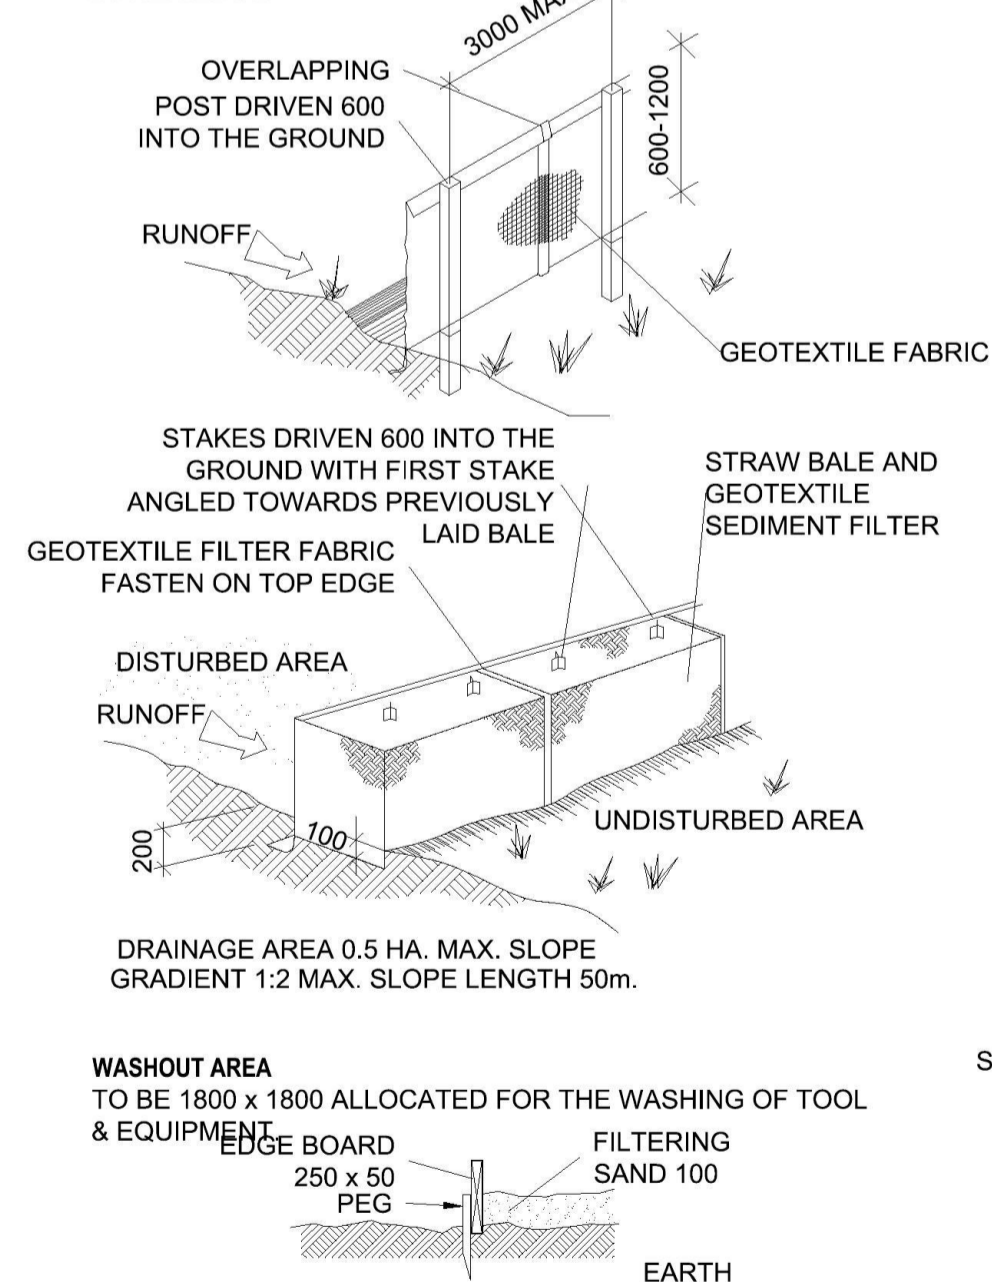 3000 MAX
OVERLAPPING
POST DRIVEN 600
INTO THE GROUND
600-1200
RUNOFF
GEOTEXTILE FABRIC
STAKES DRIVEN 600 INTO THE
GROUND WITH FIRST STAKE
ANGLED TOWARDS PREVIOUSLY
LAID BALE
STRAW BALE AND
GEOTEXTILE
SEDIMENT FILTER
GEOTEXTILE FILTER FABRIC
FASTEN ON TOP EDGE
DISTURBED AREA
RUNOFF
UNDISTURBED AREA
200
100
DRAINAGE AREA 0.5 HA. MAX. SLOPE
GRADIENT 1:2 MAX. SLOPE LENGTH 50m.
WASHOUT AREA
TO BE 1800 x 1800 ALLOCATED FOR THE WASHING OF TOOL
& EQUIPMENT.
EDGE BOARD
250 x 50
PEG
FILTERING
SAND 100
EARTH
S